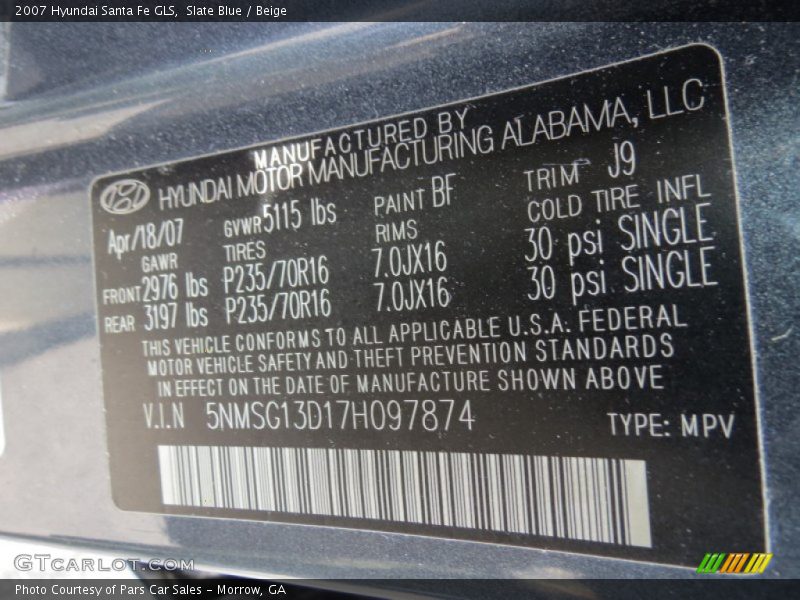 2007 Hyundai Santa Fe GLS,  Slate Blue / Beige
MANUFACTURED BY
HYUNDAI MOTOR MANUFACTURING ALABAMA, LLC
Apr/18/07 GVWR 5115 lbs PAINT BF TRIM J9
GAWR TIRES RIMS COLD TIRE INFL
FRONT 2976 lbs P235/70R16 7.0JX16 30 psi SINGLE
REAR 3197 lbs P235/70R16 7.0JX16 30 psi SINGLE
THIS VEHICLE CONFORMS TO ALL APPLICABLE U.S.A. FEDERAL
MOTOR VEHICLE SAFETY AND THEFT PREVENTION STANDARDS
IN EFFECT ON THE DATE OF MANUFACTURE SHOWN ABOVE
V.I.N 5NMSG13D17H097874 TYPE: MPV
GTCARLOT.COM
Photo Courtesy of Pars Car Sales - Morrow, GA